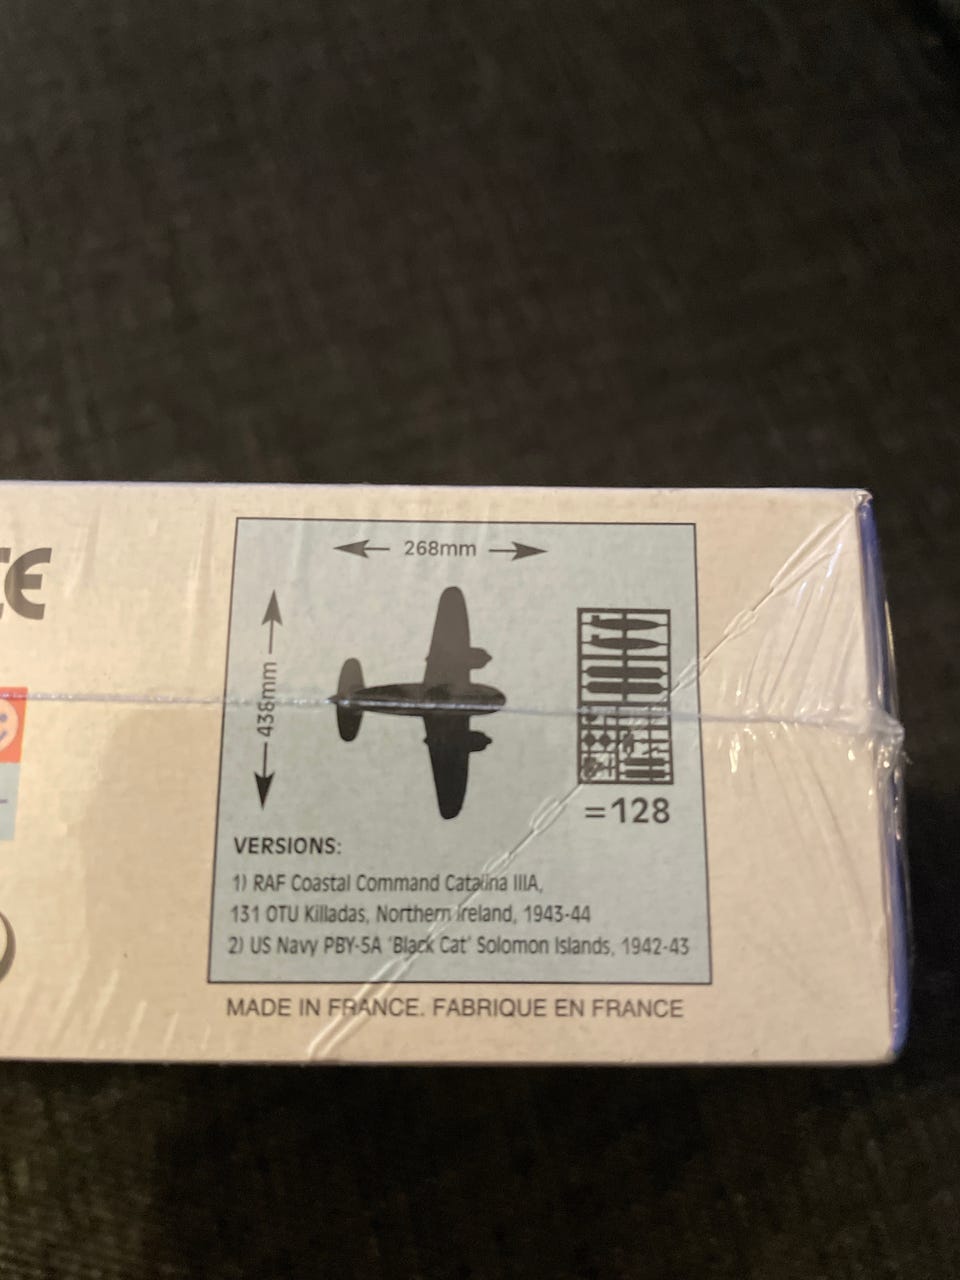 CE
268mm
438mm
=128
VERSIONS:
1) RAF Coastal Command Catalina IIIA,
131 OTU Killadas, Northern Ireland, 1943-44
2) US Navy PBY-5A 'Black Cat' Solomon Islands, 1942-43
MADE IN FRANCE. FABRIQUE EN FRANCE